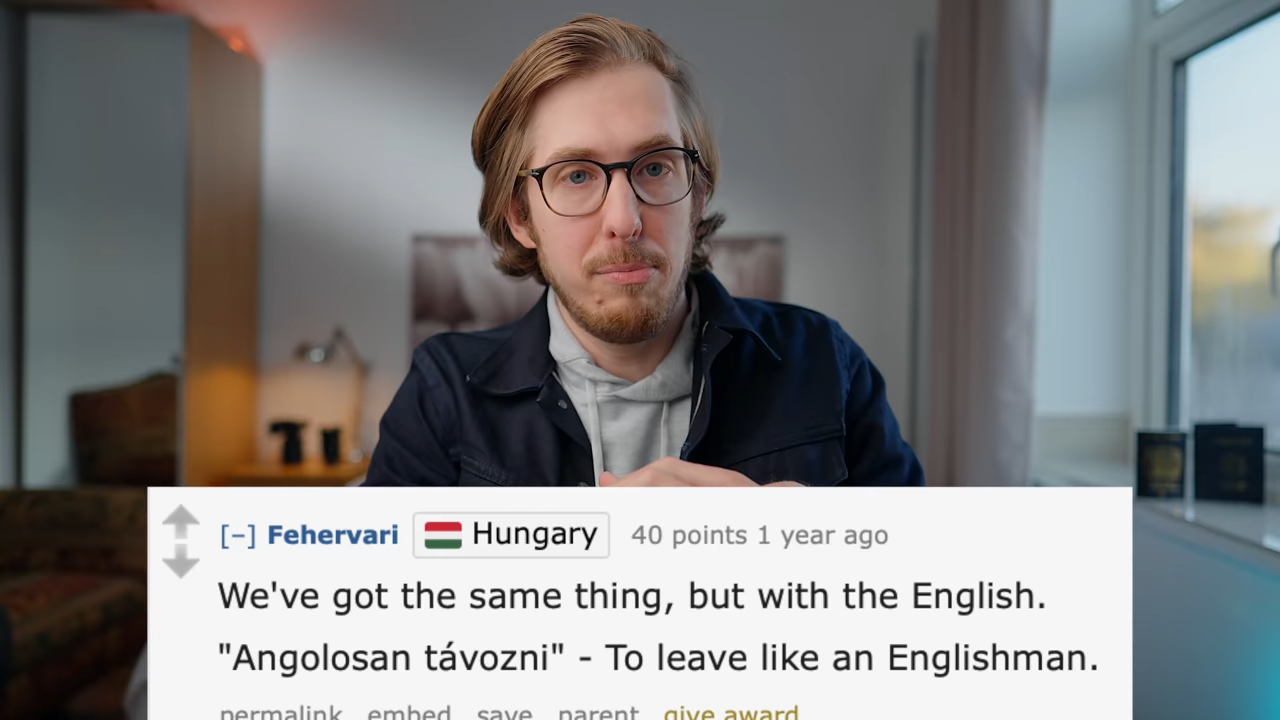 [–] Fehervari Hungary 40 points 1 year ago
We've got the same thing, but with the English.
"Angolosan távozni" - To leave like an Englishman.
permalink embed save parent give award